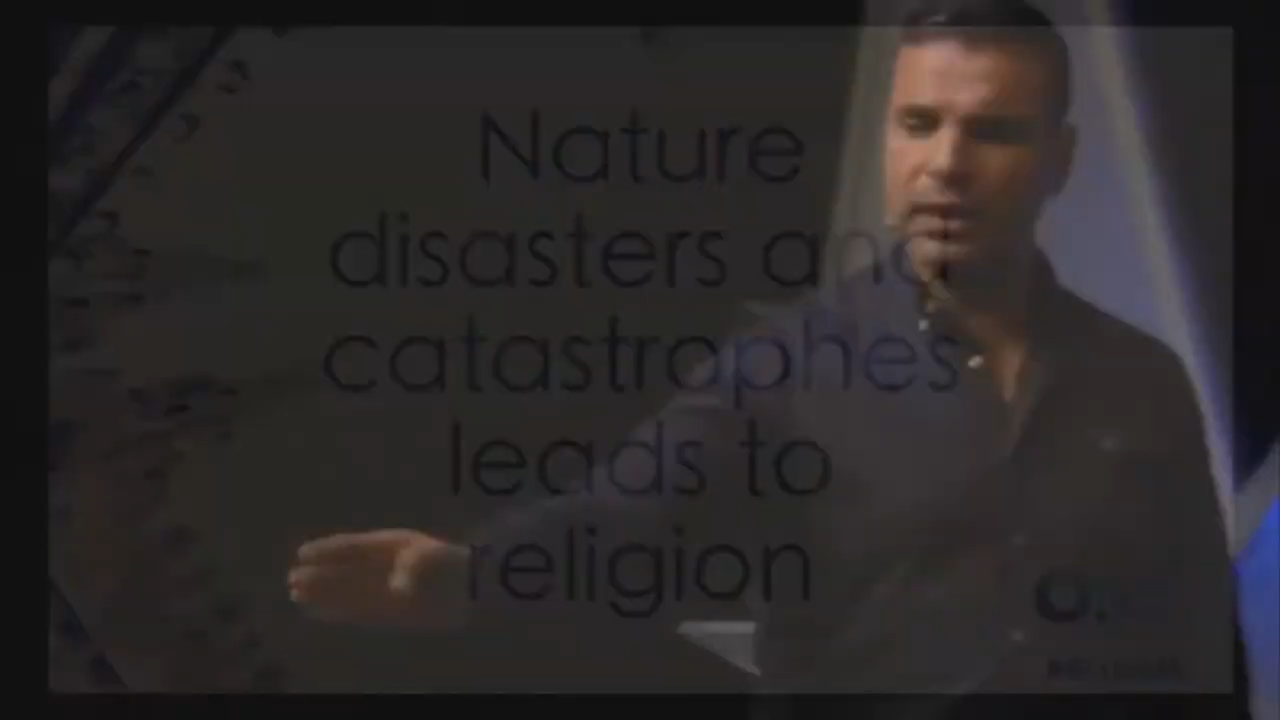 Nature
disasters and
catastrophes
leads to
religion